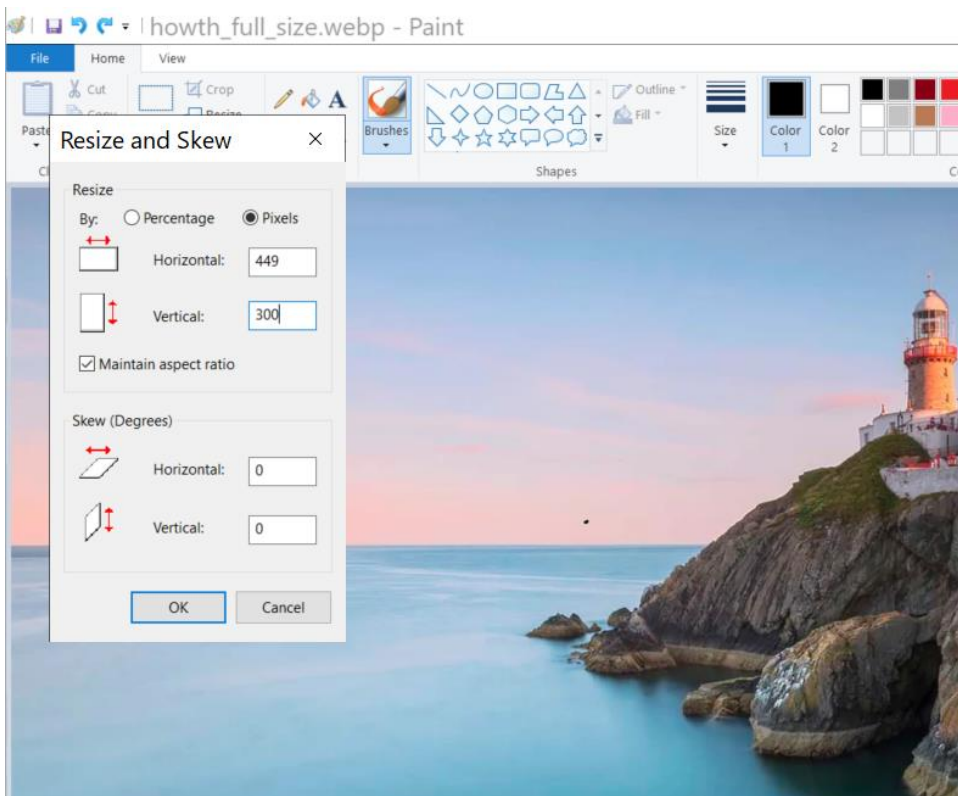 howth_full_size.webp - Paint
File Home View
Cut
Copy
Paste
Crop
Resize
A
Brushes
Outline
Fill
Shapes
Size
Color 1
Color 2
Resize and Skew
Resize
By: Percentage Pixels
Horizontal: 449
Vertical: 300
Maintain aspect ratio
Skew (Degrees)
Horizontal: 0
Vertical: 0
OK Cancel